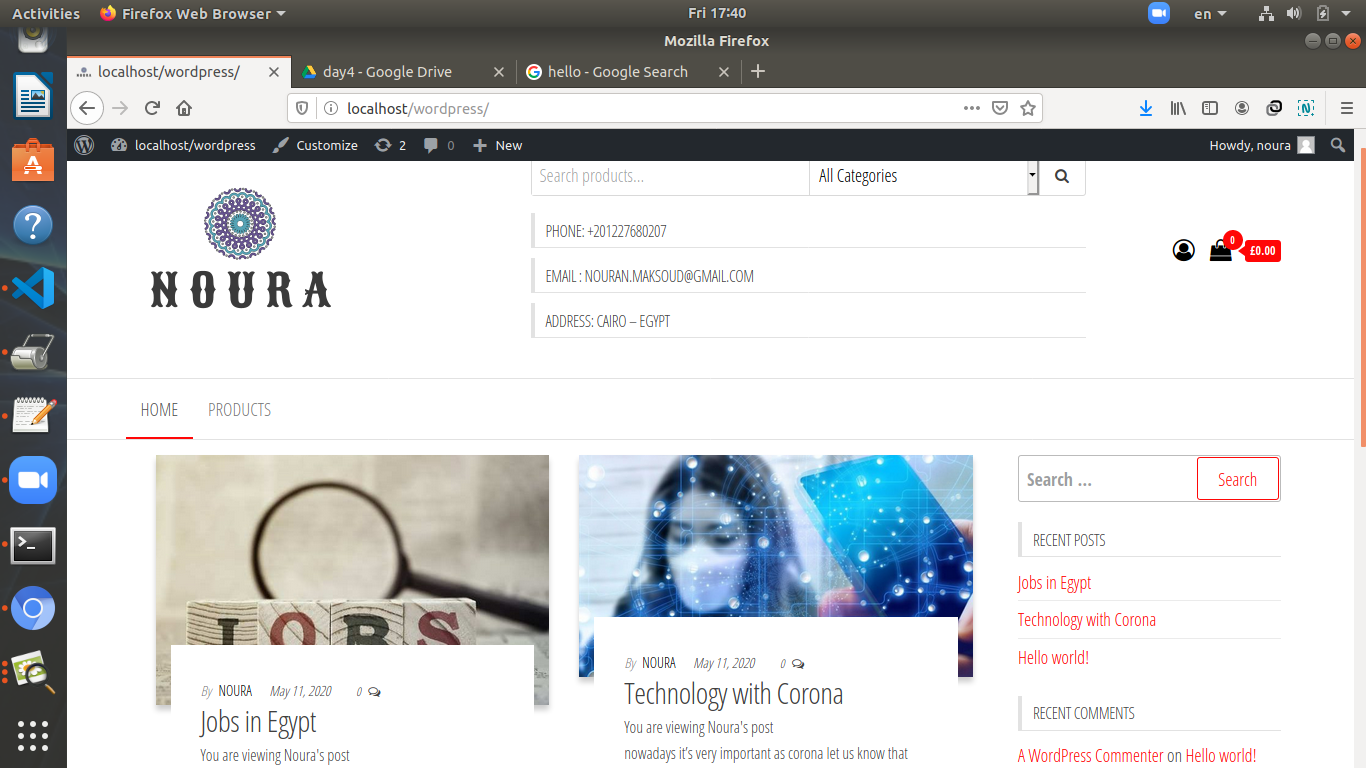 Activities Firefox Web Browser Fri 17:40 en
Mozilla Firefox
localhost/wordpress/ day4 - Google Drive hello - Google Search
localhost/wordpress/
localhost/wordpress Customize 2 0 New Howdy, noura
Search products... All Categories
PHONE: +201227680207
0
£0.00
EMAIL : NOURAN.MAKSOUD@GMAIL.COM
NOURA
ADDRESS: CAIRO – EGYPT
HOME PRODUCTS
JOBS
By NOURA May 11, 2020 0
Jobs in Egypt
You are viewing Noura's post
By NOURA May 11, 2020 0
Technology with Corona
You are viewing Noura's post
nowadays it’s very important as corona let us know that
Search … Search
RECENT POSTS
Jobs in Egypt
Technology with Corona
Hello world!
RECENT COMMENTS
A WordPress Commenter on Hello world!